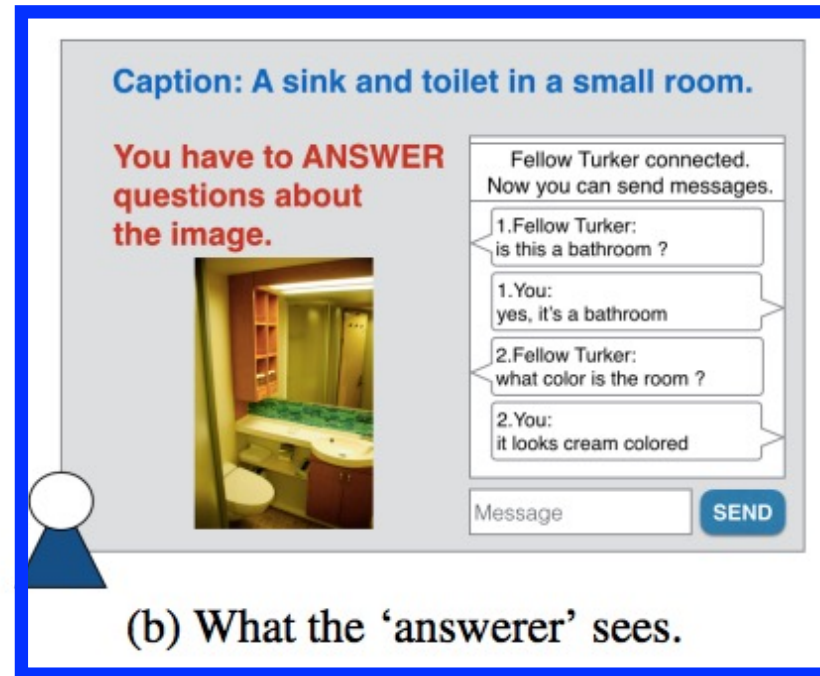 Caption: A sink and toilet in a small room.
You have to ANSWER
questions about
the image.
Fellow Turker connected.
Now you can send messages.
1.Fellow Turker:
is this a bathroom ?
1.You:
yes, it's a bathroom
2.Fellow Turker:
what color is the room ?
2.You:
it looks cream colored
Message
SEND
(b) What the ‘answerer’ sees.